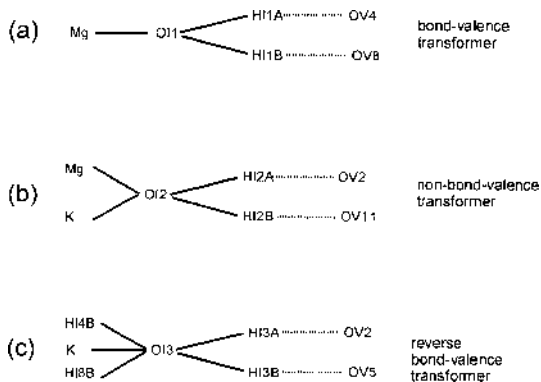 (a)
Mg
OI1
HI1A
OV4
HI1B
OV8
bond-valence
transformer
(b)
Mg
K
OI2
HI2A
OV2
HI2B
OV11
non-bond-valence
transformer
(c)
HI4B
K
HI8B
OI3
HI3A
OV2
HI3B
OV5
reverse
bond-valence
transformer